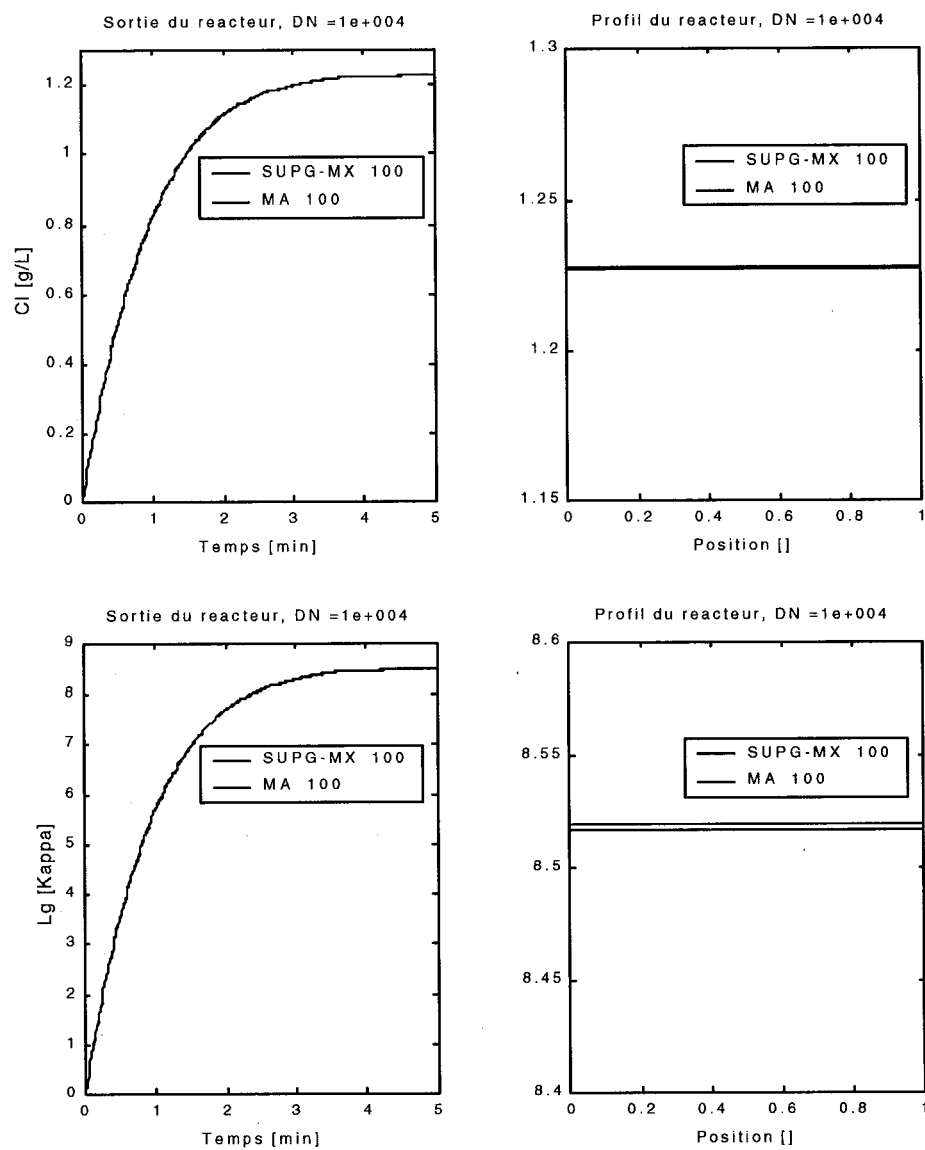 Sortie du reacteur, DN =1e+004
Cl [g/L]
1.2
1
0.8
0.6
0.4
0.2
0
SUPG-MX 100
MA 100
0 1 2 3 4 5
Temps [min]
Profil du reacteur, DN =1e+004
1.3
1.25
1.2
1.15
SUPG-MX 100
MA 100
0 0.2 0.4 0.6 0.8 1
Position []
Sortie du reacteur, DN =1e+004
Lg [Kappa]
9
8
7
6
5
4
3
2
1
0
SUPG-MX 100
MA 100
0 1 2 3 4 5
Temps [min]
Profil du reacteur, DN =1e+004
8.6
8.55
8.5
8.45
8.4
SUPG-MX 100
MA 100
0 0.2 0.4 0.6 0.8 1
Position []